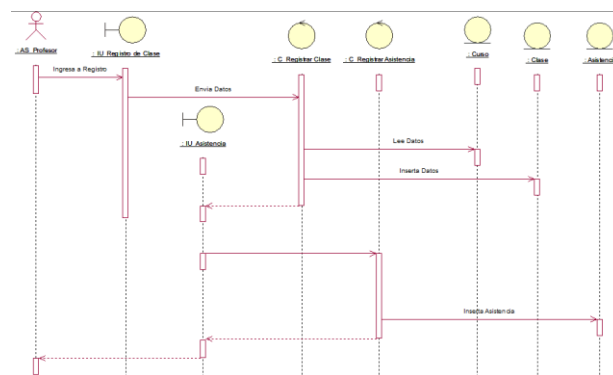 : AS_Profesor
: IU_Registro de Clase
: C_Registrar Clase
: C_Registrar Asistencia
: Curso
: Clase
: Asistencia
Ingresa a Registro
Envia Datos
: IU_Asistencia
Lee Datos
Inserta Datos
Inserta Asistencia